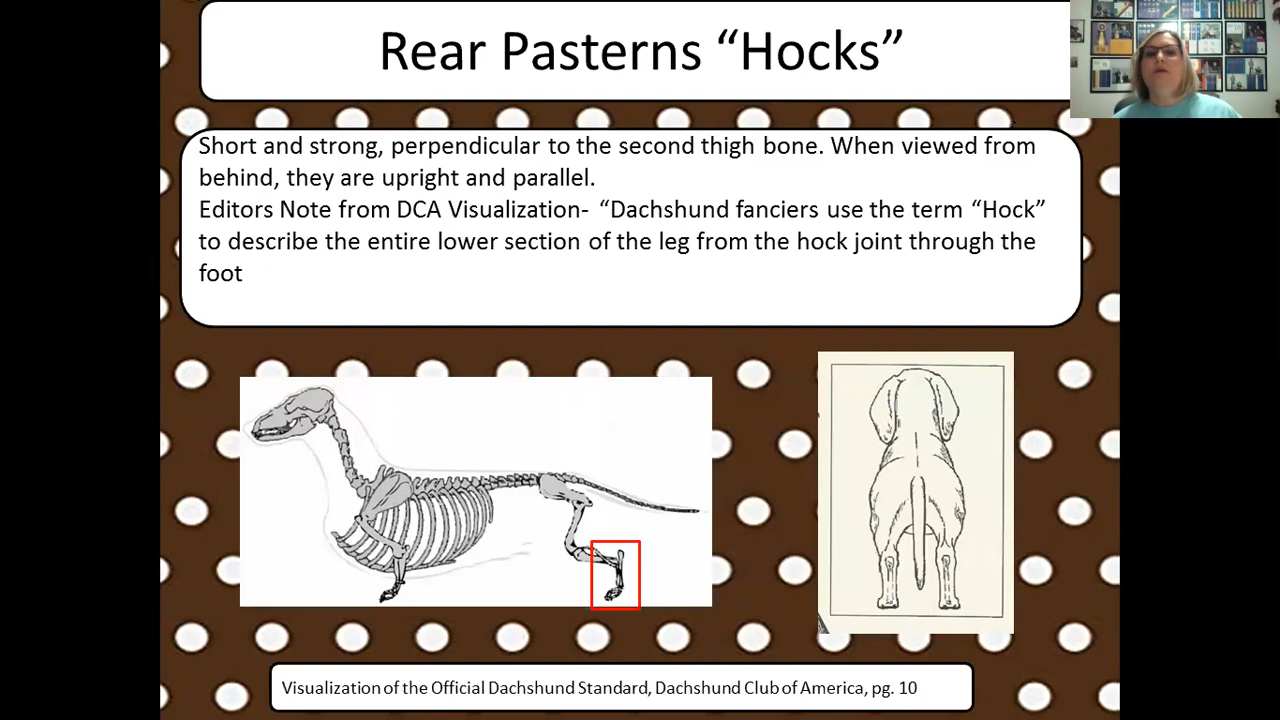 Rear Pasterns “Hocks”
Short and strong, perpendicular to the second thigh bone. When viewed from
behind, they are upright and parallel.
Editors Note from DCA Visualization- “Dachshund fanciers use the term “Hock”
to describe the entire lower section of the leg from the hock joint through the
foot
Visualization of the Official Dachshund Standard, Dachshund Club of America, pg. 10